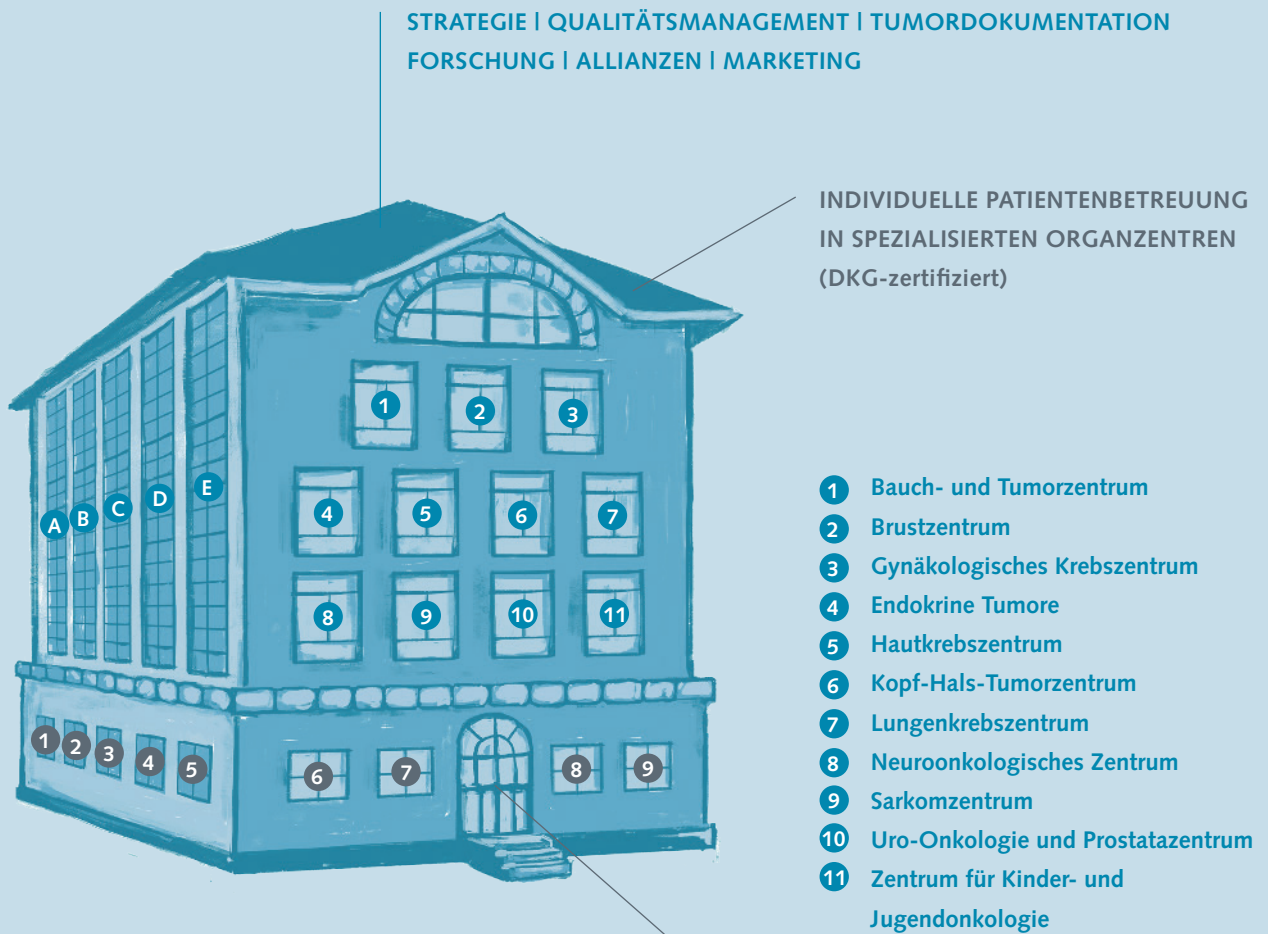 STRATEGIE | QUALITÄTSMANAGEMENT | TUMORDOKUMENTATION
FORSCHUNG | ALLIANZEN | MARKETING
INDIVIDUELLE PATIENTENBETREUUNG
IN SPEZIALISIERTEN ORGANZENTREN
(DKG-zertifiziert)
1 2 3
A B C D E
4 5 6 7
8 9 10 11
1 2 3 4 5
6 7 8 9
1 Bauch- und Tumorzentrum
2 Brustzentrum
3 Gynäkologisches Krebszentrum
4 Endokrine Tumore
5 Hautkrebszentrum
6 Kopf-Hals-Tumorzentrum
7 Lungenkrebszentrum
8 Neuroonkologisches Zentrum
9 Sarkomzentrum
10 Uro-Onkologie und Prostatazentrum
11 Zentrum für Kinder- und
Jugendonkologie